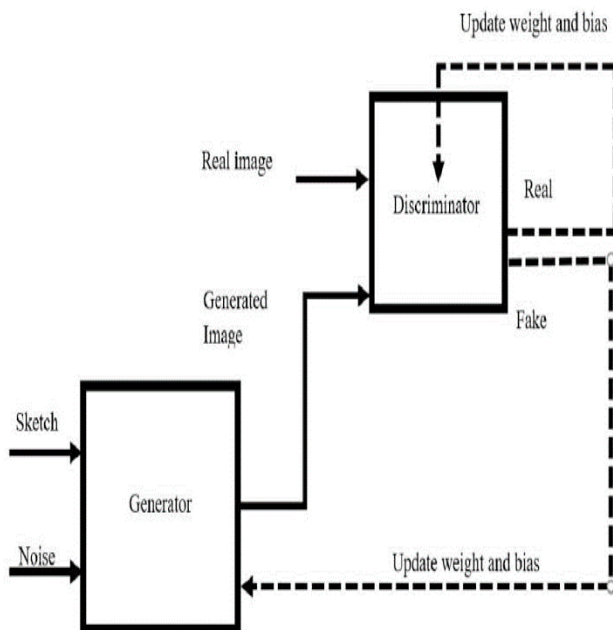 Update weight and bias
Real image
Discriminator
Real
Generated
Image
Fake
Sketch
Generator
Noise
Update weight and bias